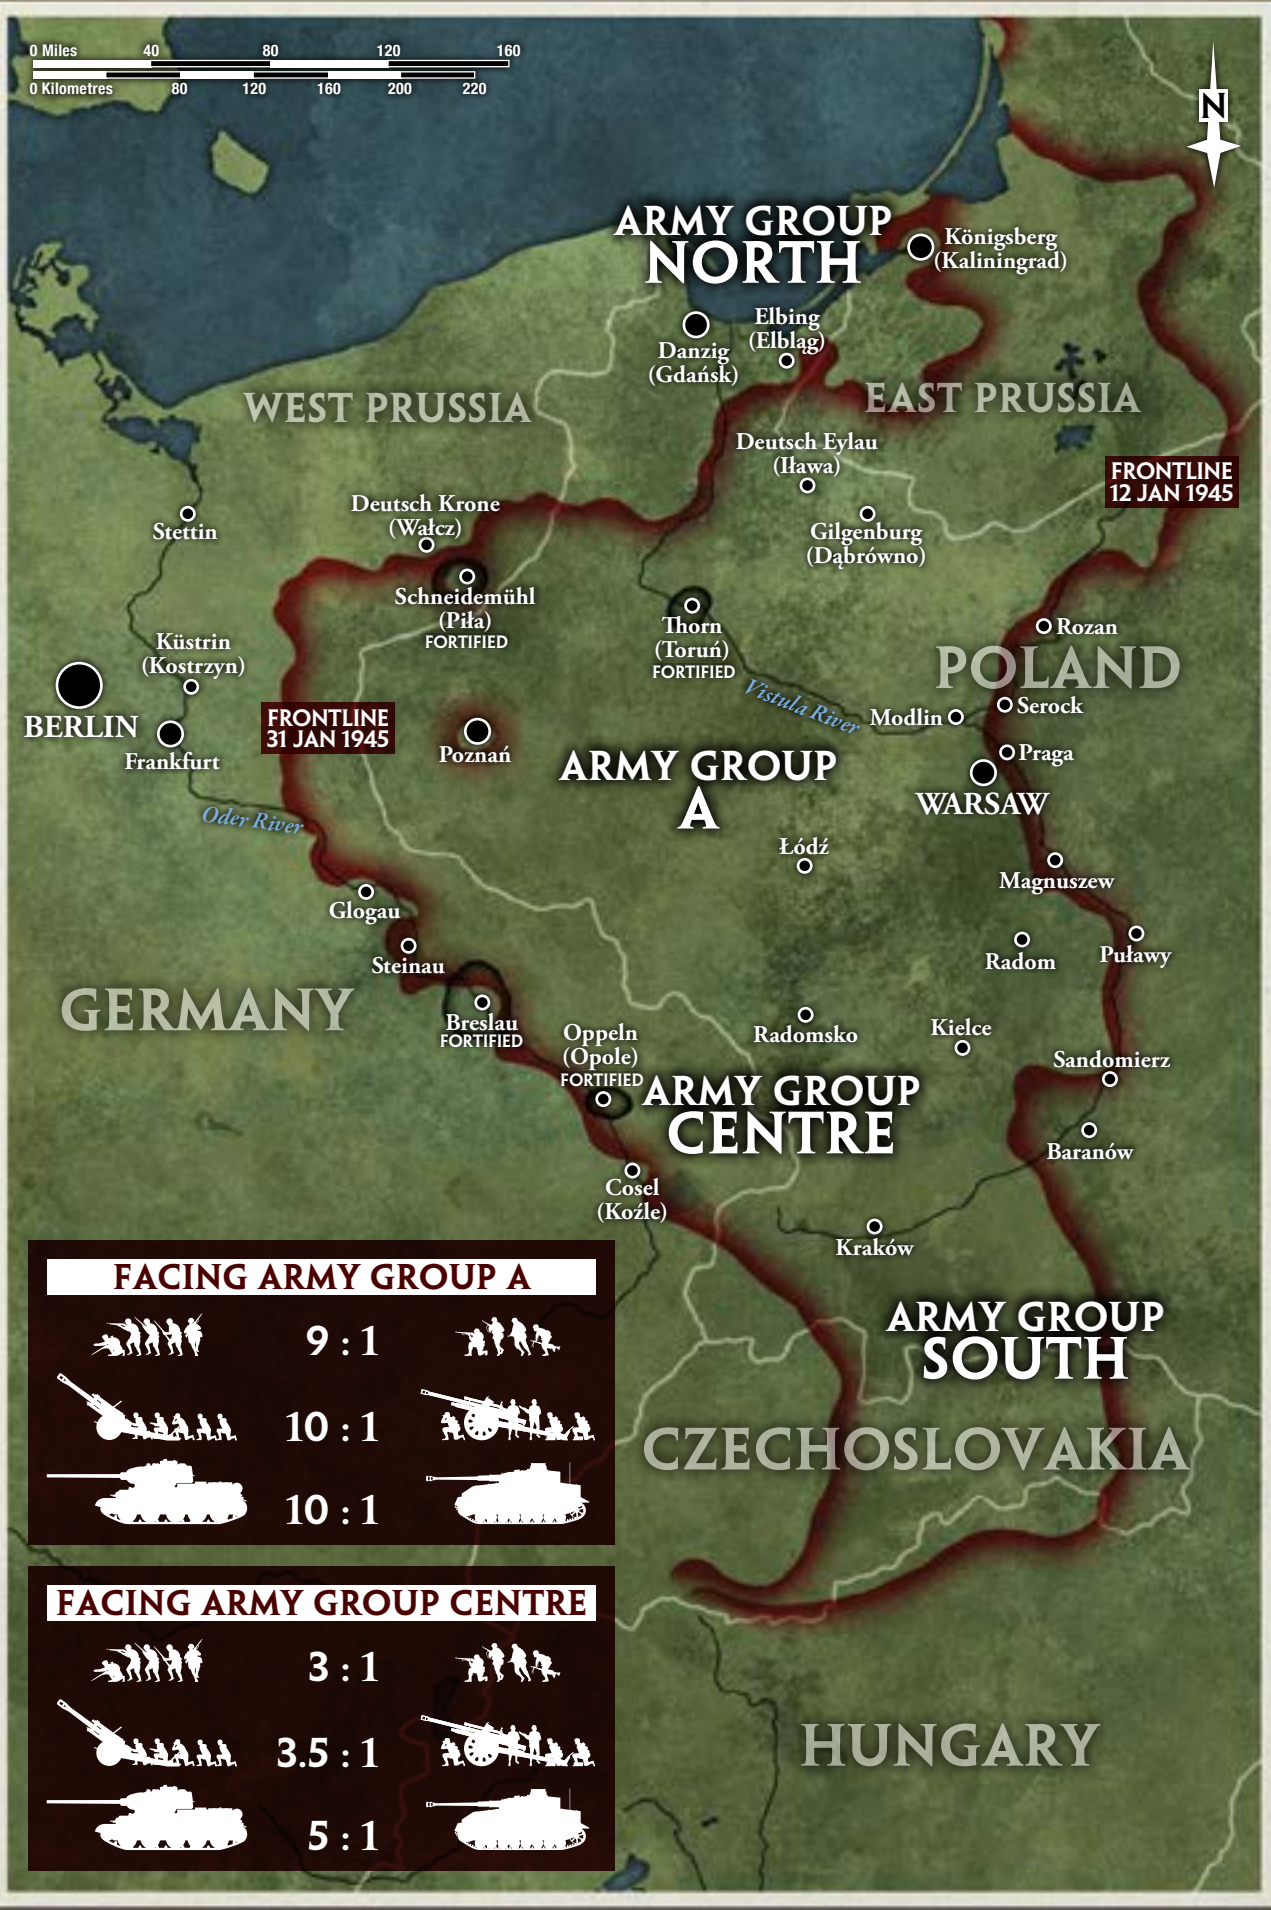 0 Miles 40 80 120 160
0 Kilometres 80 120 160 200 220
N
ARMY GROUP
NORTH
Königsberg
(Kaliningrad)
Elbing
(Elbląg)
Danzig
(Gdańsk)
WEST PRUSSIA
EAST PRUSSIA
Deutsch Eylau
(Iława)
FRONTLINE
12 JAN 1945
Deutsch Krone
(Wałcz)
Stettin
Gilgenburg
(Dąbrówno)
Schneidemühl
(Piła)
FORTIFIED
Thorn
(Toruń)
FORTIFIED
Rozan
POLAND
Küstrin
(Kostrzyn)
BERLIN
Frankfurt
FRONTLINE
31 JAN 1945
Poznań
Vistula River
Modlin
Serock
Praga
WARSAW
ARMY GROUP
A
Oder River
Łódź
Magnuszew
Glogau
Steinau
Radom
Puławy
GERMANY
Breslau
FORTIFIED
Oppeln
(Opole)
FORTIFIED
Radomsko
Kielce
Sandomierz
ARMY GROUP
CENTRE
Baranów
Cosel
(Koźle)
Kraków
FACING ARMY GROUP A
9 : 1
10 : 1
10 : 1
ARMY GROUP
SOUTH
CZECHOSLOVAKIA
FACING ARMY GROUP CENTRE
3 : 1
3.5 : 1
5 : 1
HUNGARY